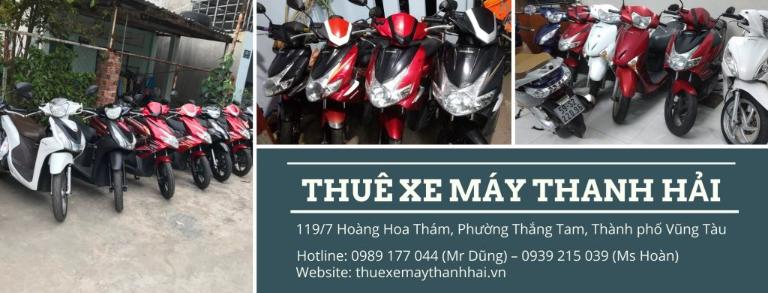 THUÊ XE MÁY THANH HẢI
119/7 Hoàng Hoa Thám, Phường Thắng Tam, Thành phố Vũng Tàu
Hotline: 0989 177 044 (Mr Dũng) – 0939 215 039 (Ms Hoàn)
Website: thuexemaythanhhai.vn